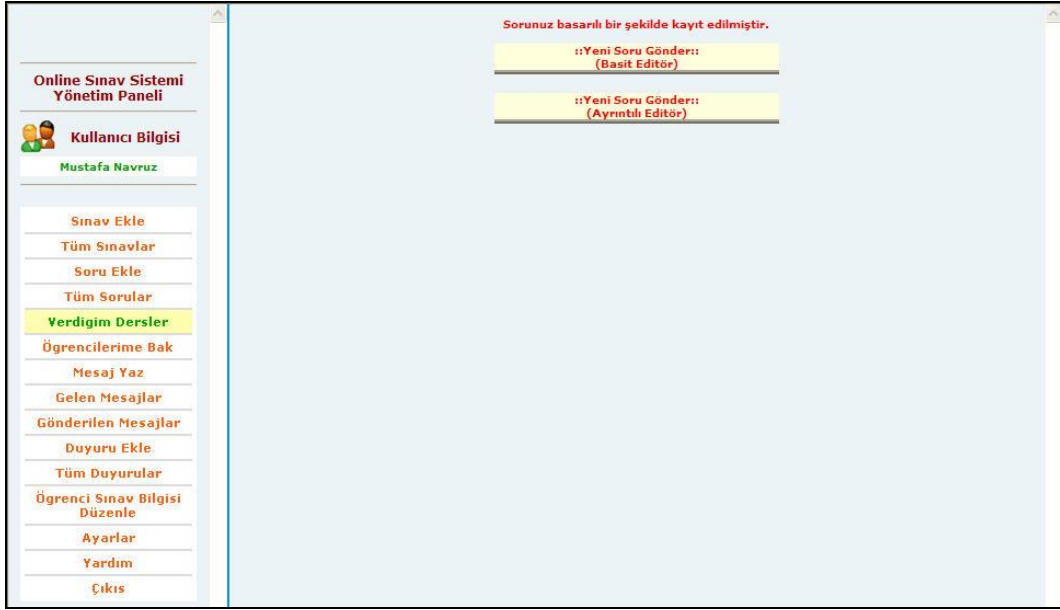 Online Sınav Sistemi
Yönetim Paneli
Kullanıcı Bilgisi
Mustafa Navruz
Sınav Ekle
Tüm Sınavlar
Soru Ekle
Tüm Sorular
Verdigim Dersler
Ögrencilerime Bak
Mesaj Yaz
Gelen Mesajlar
Gönderilen Mesajlar
Duyuru Ekle
Tüm Duyurular
Ögrenci Sınav Bilgisi
Düzenle
Ayarlar
Yardım
Çıkıs
Sorunuz basarılı bir şekilde kayıt edilmiştir.
::Yeni Soru Gönder::
(Basit Editör)
::Yeni Soru Gönder::
(Ayrıntılı Editör)